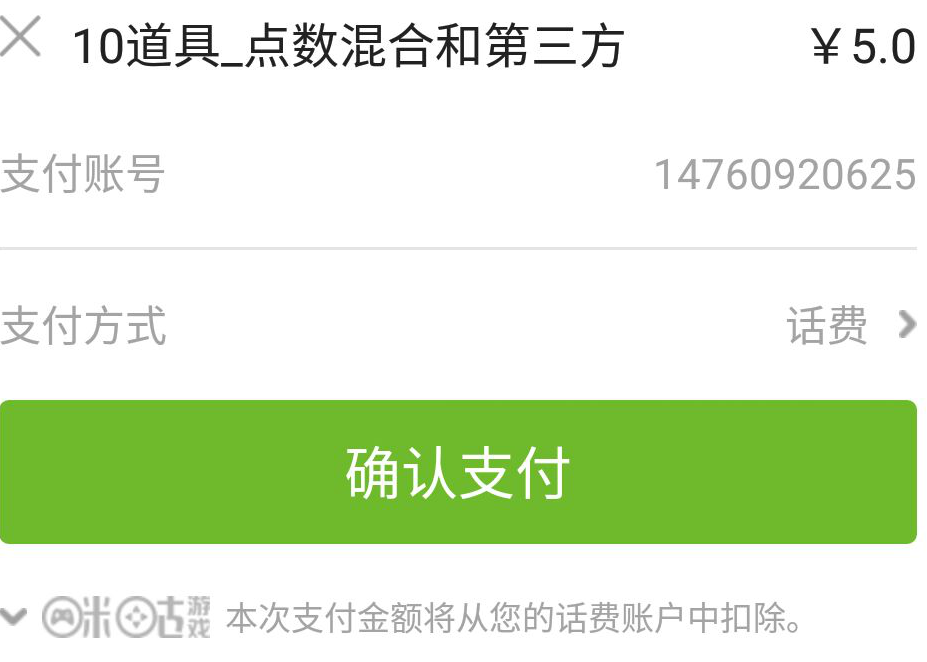 10道具_点数混合和第三方 ￥5.0
支付账号 14760920625
支付方式 话费
确认支付
咪咕游戏 本次支付金额将从您的话费账户中扣除。